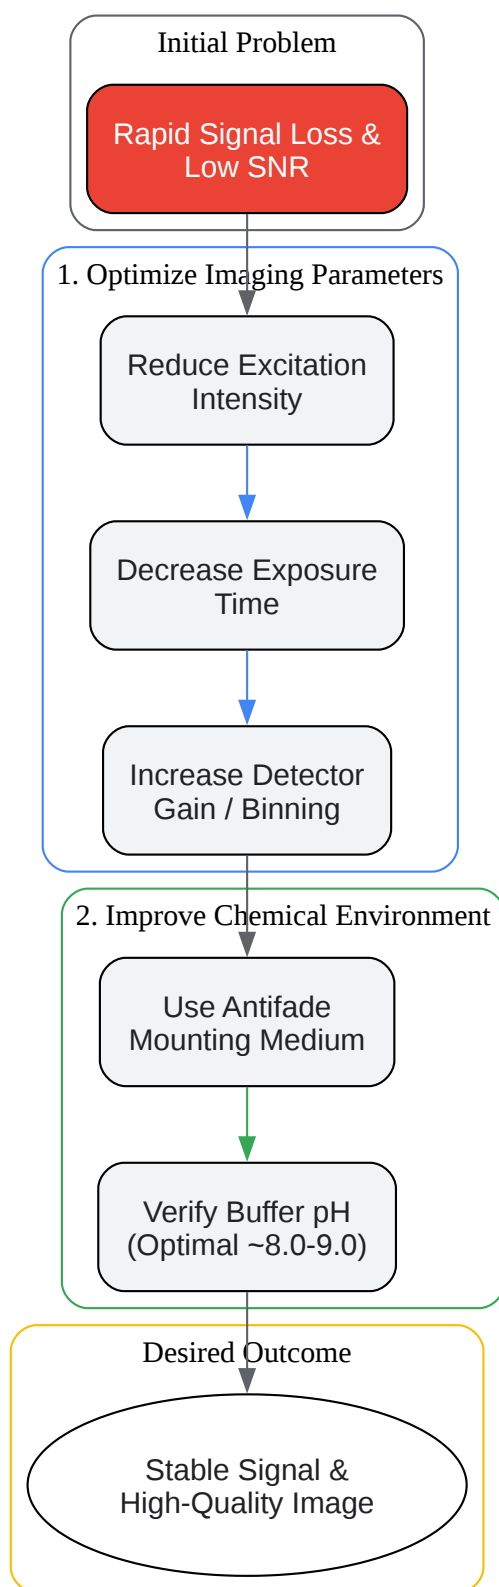 Initial Problem
Rapid Signal Loss &
Low SNR
1. Optimize Imaging Parameters
Reduce Excitation
Intensity
Decrease Exposure
Time
Increase Detector
Gain / Binning
2. Improve Chemical Environment
Use Antifade
Mounting Medium
Verify Buffer pH
(Optimal ~8.0-9.0)
Desired Outcome
Stable Signal &
High-Quality Image